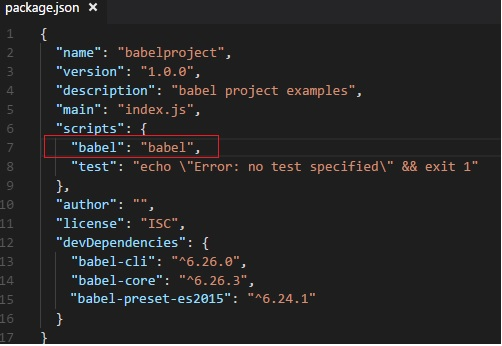 package.json ×
1 {
2 "name": "babelproject",
3 "version": "1.0.0",
4 "description": "babel project examples",
5 "main": "index.js",
6 "scripts": {
7 "babel": "babel",
8 "test": "echo \"Error: no test specified\" && exit 1"
9 },
10 "author": "",
11 "license": "ISC",
12 "devDependencies": {
13 "babel-cli": "^6.26.0",
14 "babel-core": "^6.26.3",
15 "babel-preset-es2015": "^6.24.1"
16 }
17 }